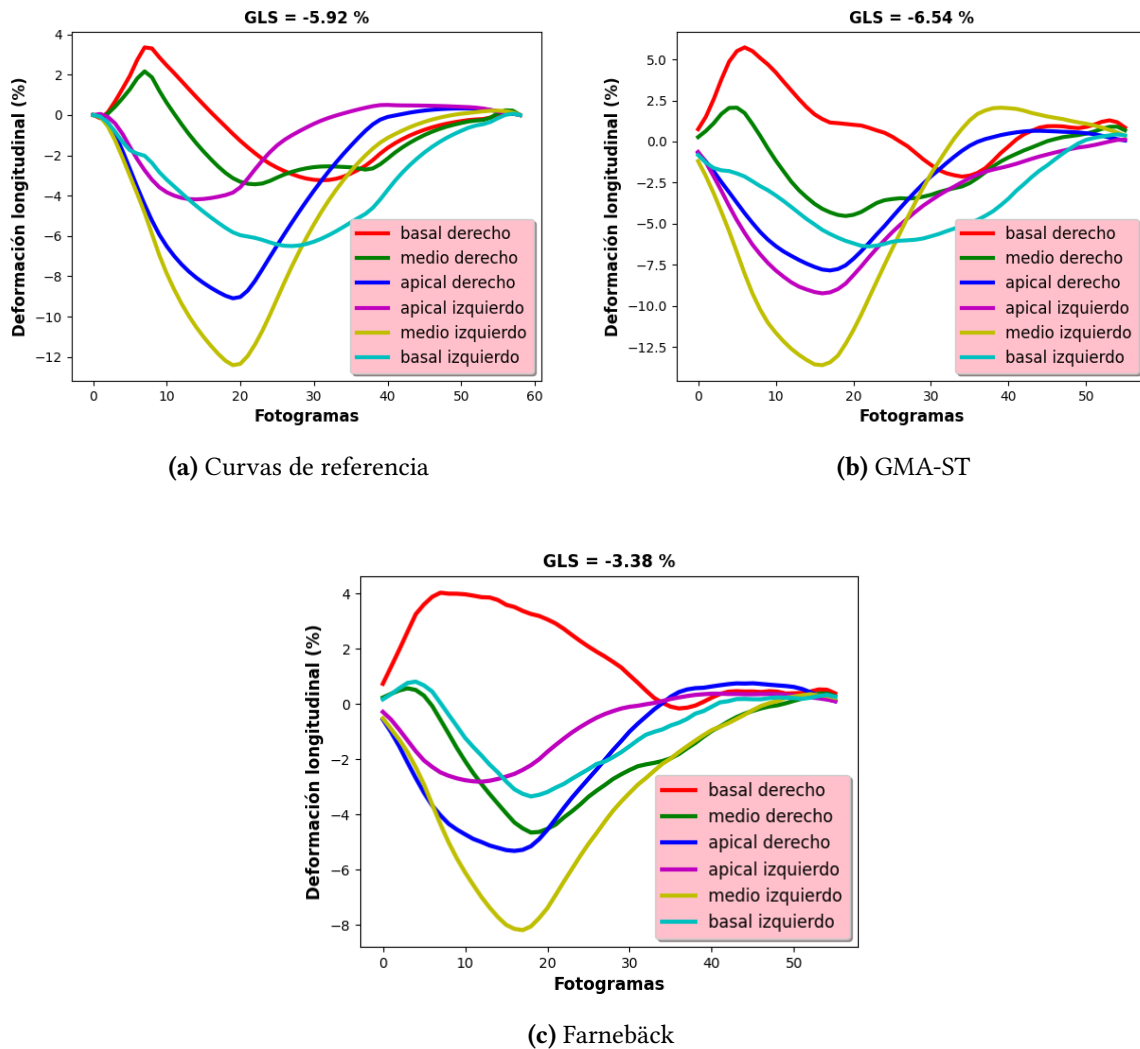 GLS = -5.92 %
4
2
0
−2
−4
−6
−8
−10
−12
Deformación longitudinal (%)
basal derecho
medio derecho
apical derecho
apical izquierdo
medio izquierdo
basal izquierdo
0 10 20 30 40 50 60
Fotogramas
(a) Curvas de referencia
GLS = -6.54 %
5.0
2.5
0.0
−2.5
−5.0
−7.5
−10.0
−12.5
Deformación longitudinal (%)
basal derecho
medio derecho
apical derecho
apical izquierdo
medio izquierdo
basal izquierdo
0 10 20 30 40 50
Fotogramas
(b) GMA-ST
GLS = -3.38 %
4
2
0
−2
−4
−6
−8
Deformación longitudinal (%)
basal derecho
medio derecho
apical derecho
apical izquierdo
medio izquierdo
basal izquierdo
0 10 20 30 40 50
Fotogramas
(c) Farnebäck